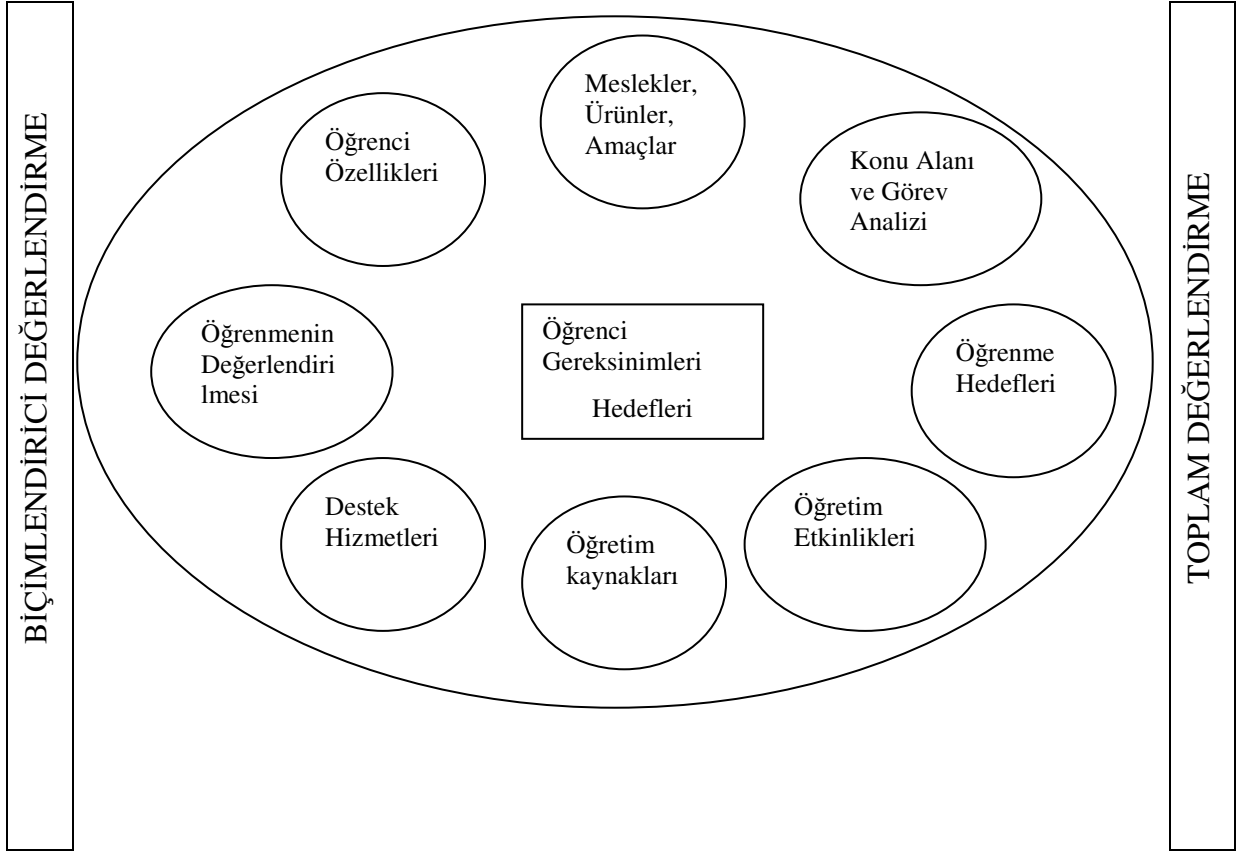 BİÇİMLENDİRİCİ DEĞERLENDİRME
Meslekler,
Ürünler,
Amaçlar
Öğrenci
Özellikleri
Konu Alanı
ve Görev
Analizi
Öğrenmenin
Değerlendiri
lmesi
Öğrenci
Gereksinimleri
Hedefleri
Öğrenme
Hedefleri
Destek
Hizmetleri
Öğretim
kaynakları
Öğretim
Etkinlikleri
TOPLAM DEĞERLENDİRME